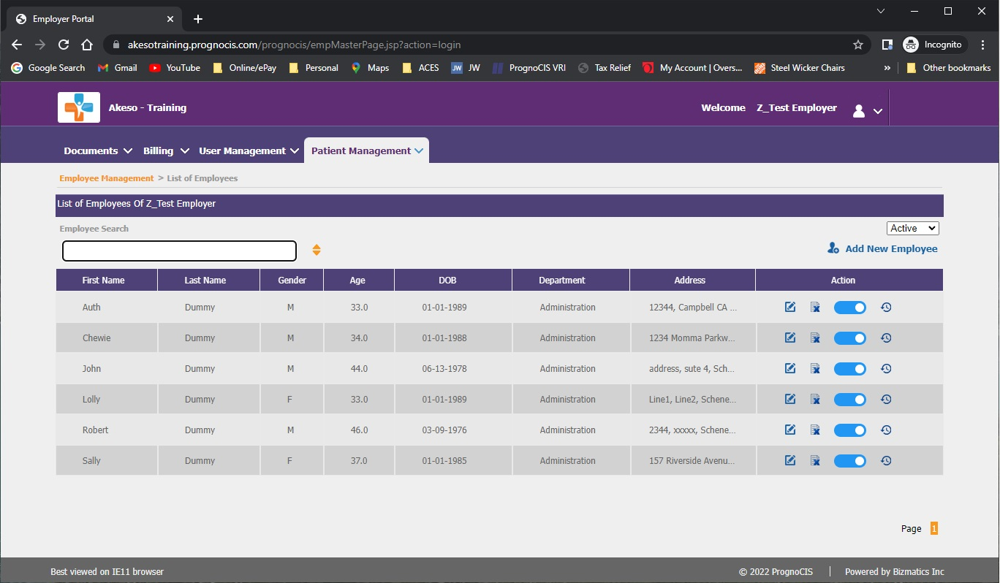 Employer Portal
akesotraining.prognocis.com/prognocis/empMasterPage.jsp?action=login
Incognito
Google Search Gmail YouTube Online/ePay Personal Maps ACES JW JW PrognoCIS VRI Tax Relief My Account | Overs... Steel Wicker Chairs » Other bookmarks
Akeso - Training Welcome Z_Test Employer
Documents Billing User Management Patient Management
Employee Management > List of Employees
List of Employees Of Z_Test Employer
Employee Search Active
Add New Employee
First Name Last Name Gender Age DOB Department Address Action
Auth Dummy M 33.0 01-01-1989 Administration 12344, Campbell CA ...
Chewie Dummy M 34.0 01-01-1988 Administration 1234 Momma Parkw...
John Dummy M 44.0 06-13-1978 Administration address, sute 4, Sch...
Lolly Dummy F 33.0 01-01-1989 Administration Line1, Line2, Schene...
Robert Dummy M 46.0 03-09-1976 Administration 2344, xxxxx, Schene...
Sally Dummy F 37.0 01-01-1985 Administration 157 Riverside Avenu...
Page 1
Best viewed on IE11 browser © 2022 PrognoCIS | Powered by Bizmatics Inc